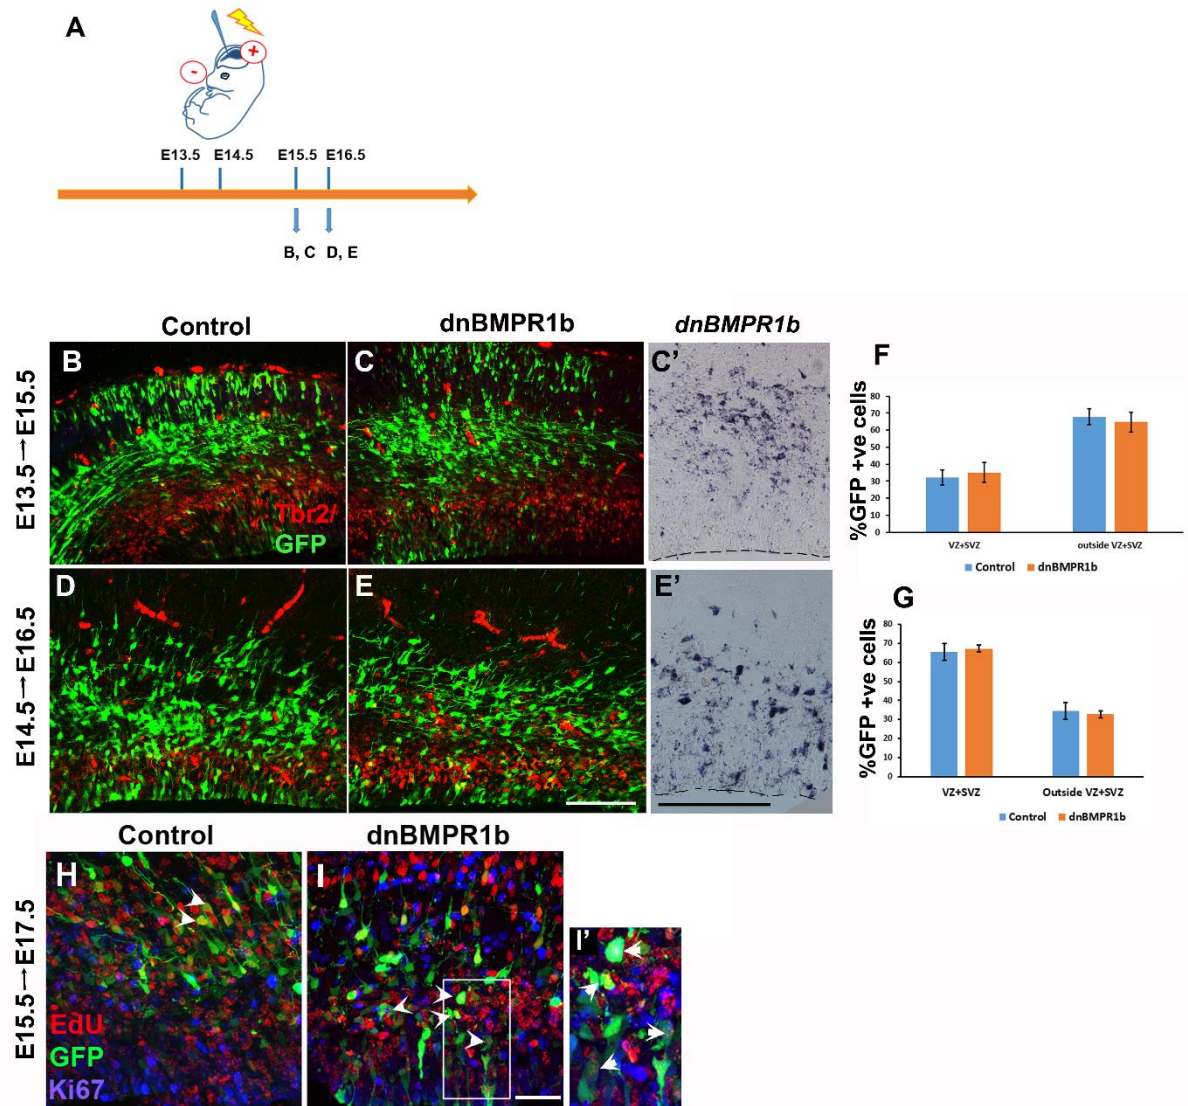 A
+
-
E13.5 E14.5 E15.5 E16.5
B, C D, E
Control dnBMPR1b dnBMPR1b
E13.5→E15.5
B
Tbr2/
GFP
C
C'
F
%GFP +ve cells
80
70
60
50
40
30
20
10
0
VZ+SVZ outside VZ+SVZ
Control dnBMPR1b
E14.5→E16.5
D
E
E'
G
%GFP +ve cells
80
70
60
50
40
30
20
10
0
VZ+SVZ Outside VZ+SVZ
Control dnBMPR1b
Control dnBMPR1b
E15.5→E17.5
H
EdU
GFP
Ki67
I
I'